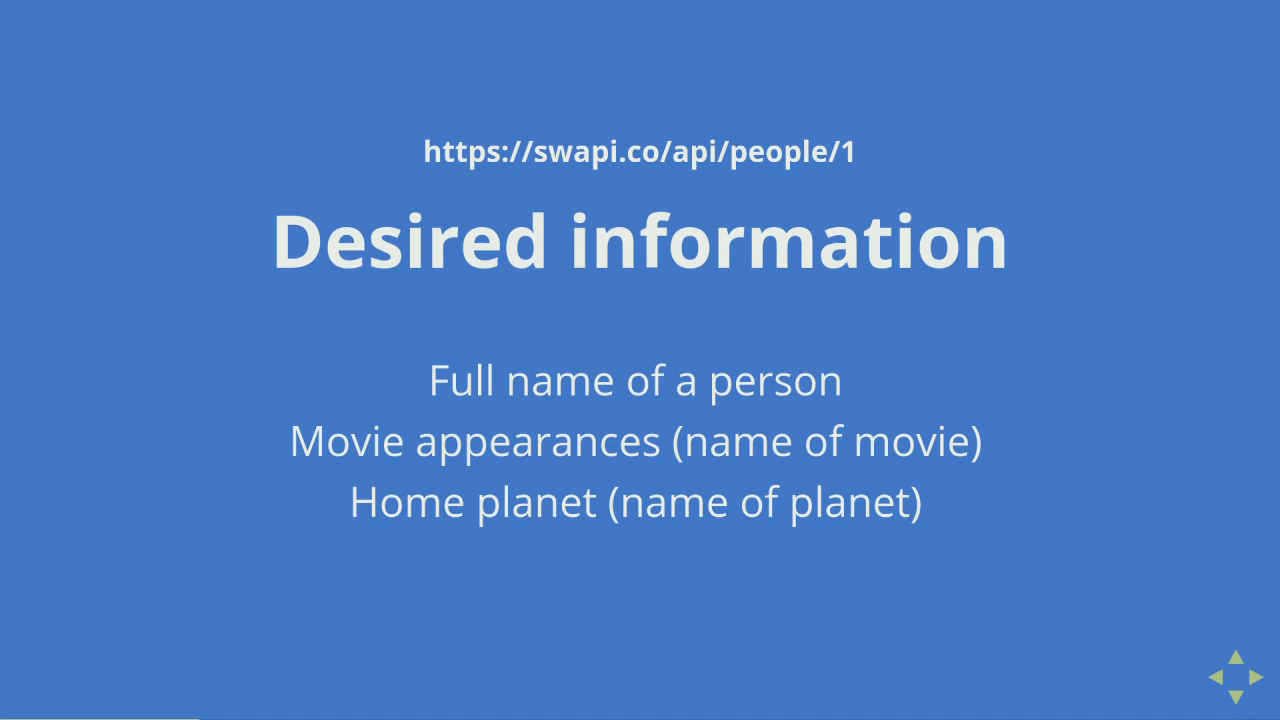 https://swapi.co/api/people/1
Desired information
Full name of a person
Movie appearances (name of movie)
Home planet (name of planet)